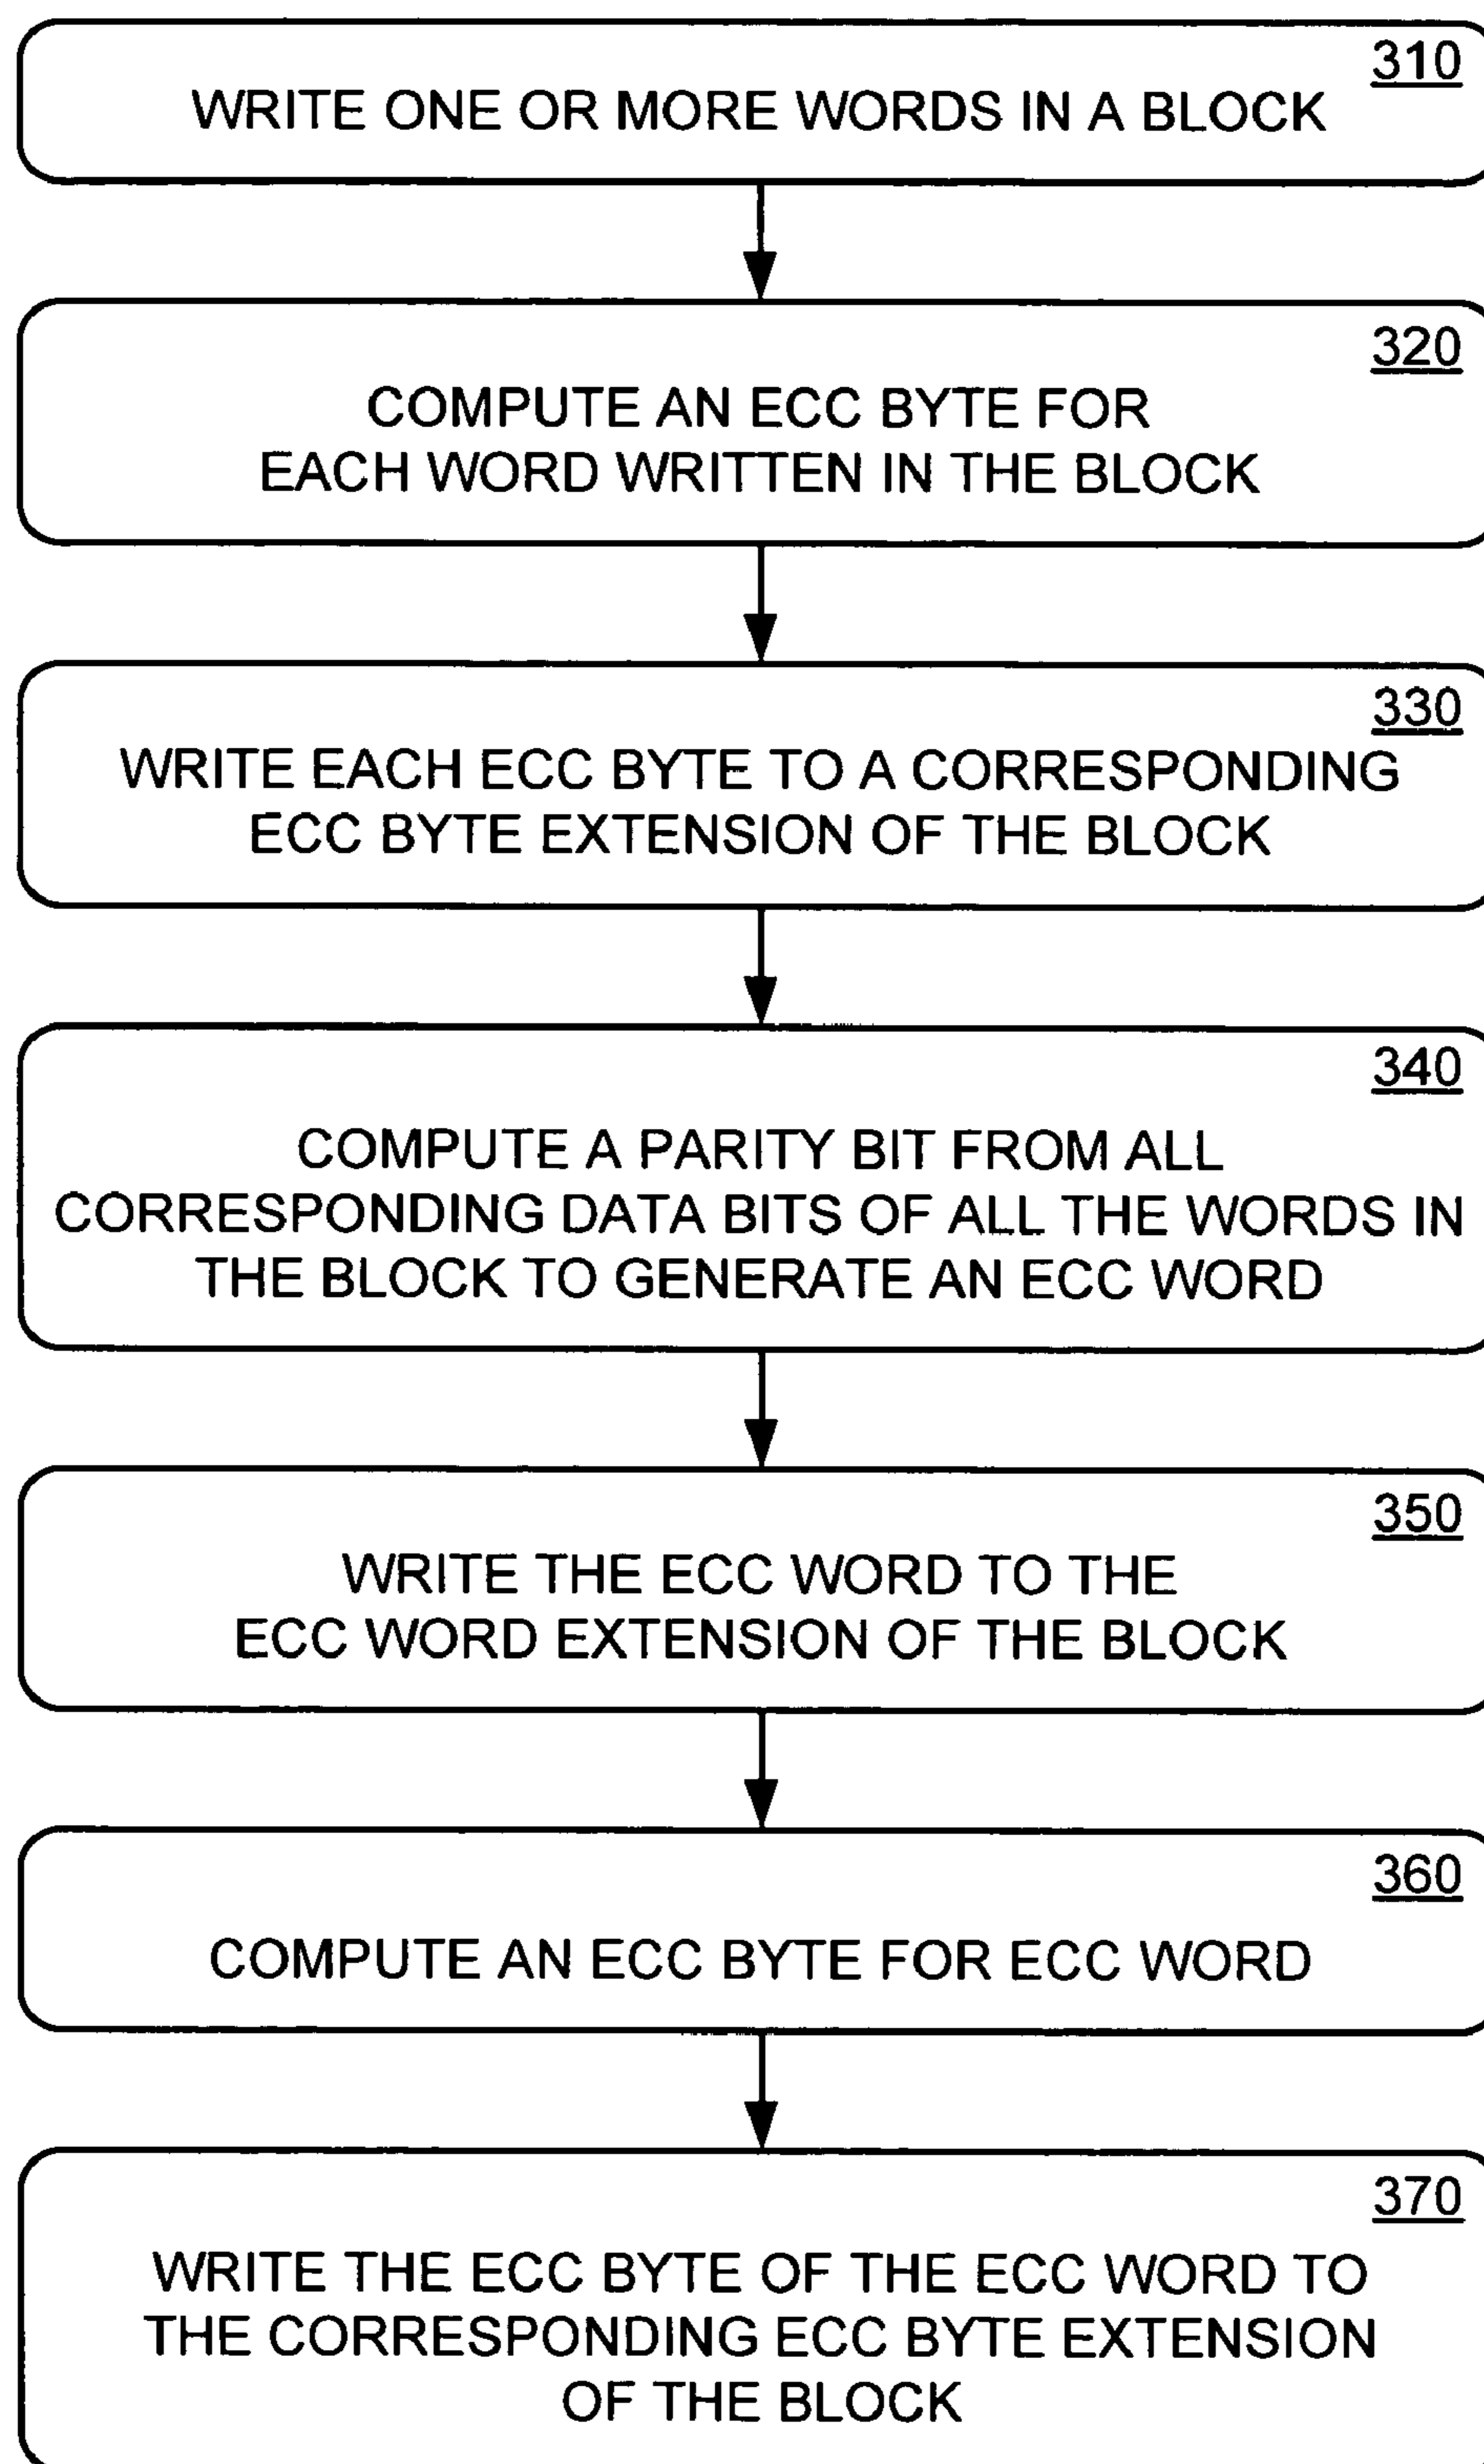 310
WRITE ONE OR MORE WORDS IN A BLOCK
320
COMPUTE AN ECC BYTE FOR
EACH WORD WRITTEN IN THE BLOCK
330
WRITE EACH ECC BYTE TO A CORRESPONDING
ECC BYTE EXTENSION OF THE BLOCK
340
COMPUTE A PARITY BIT FROM ALL
CORRESPONDING DATA BITS OF ALL THE WORDS IN
THE BLOCK TO GENERATE AN ECC WORD
350
WRITE THE ECC WORD TO THE
ECC WORD EXTENSION OF THE BLOCK
360
COMPUTE AN ECC BYTE FOR ECC WORD
370
WRITE THE ECC BYTE OF THE ECC WORD TO
THE CORRESPONDING ECC BYTE EXTENSION
OF THE BLOCK